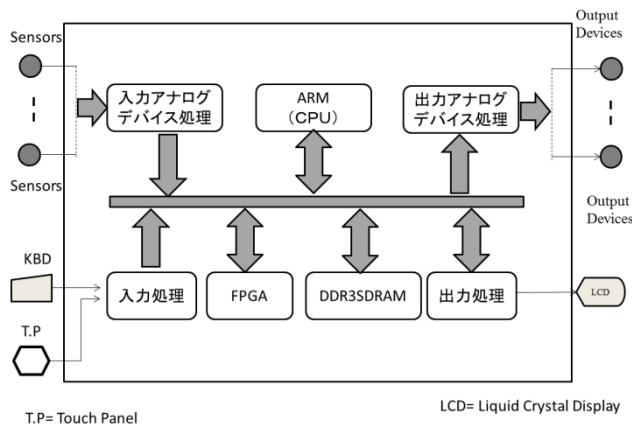 Sensors
Output
Devices
入力アナログ
デバイス処理
ARM
（CPU）
出力アナログ
デバイス処理
Sensors
Output
Devices
KBD
入力処理
FPGA
DDR3SDRAM
出力処理
LCD
T.P
T.P= Touch Panel
LCD= Liquid Crystal Display